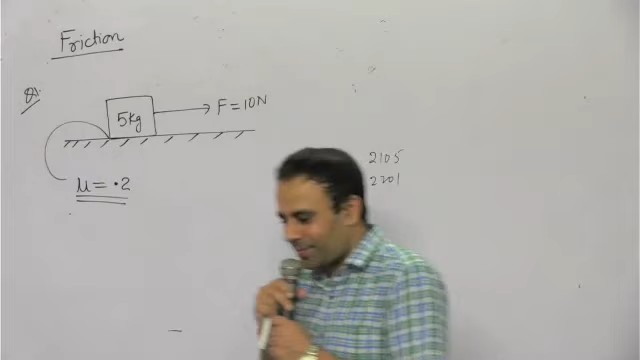 Friction
Q.
5kg
F = 10N
μ = .2
2105
2201